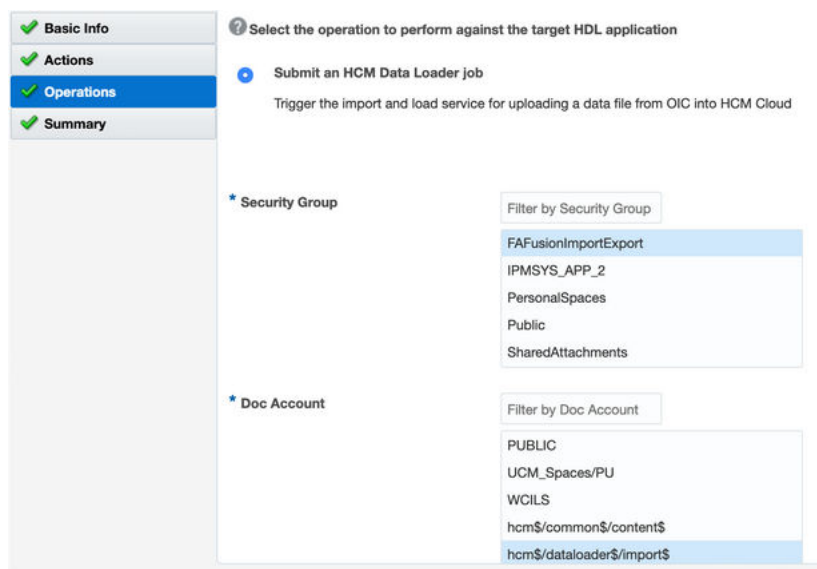 Basic Info
Actions
Operations
Summary
? Select the operation to perform against the target HDL application
Submit an HCM Data Loader job
Trigger the import and load service for uploading a data file from OIC into HCM Cloud
* Security Group
Filter by Security Group
FAFusionImportExport
IPMSYS_APP_2
PersonalSpaces
Public
SharedAttachments
* Doc Account
Filter by Doc Account
PUBLIC
UCM_Spaces/PU
WCILS
hcm$/common$/content$
hcm$/dataloader$/import$